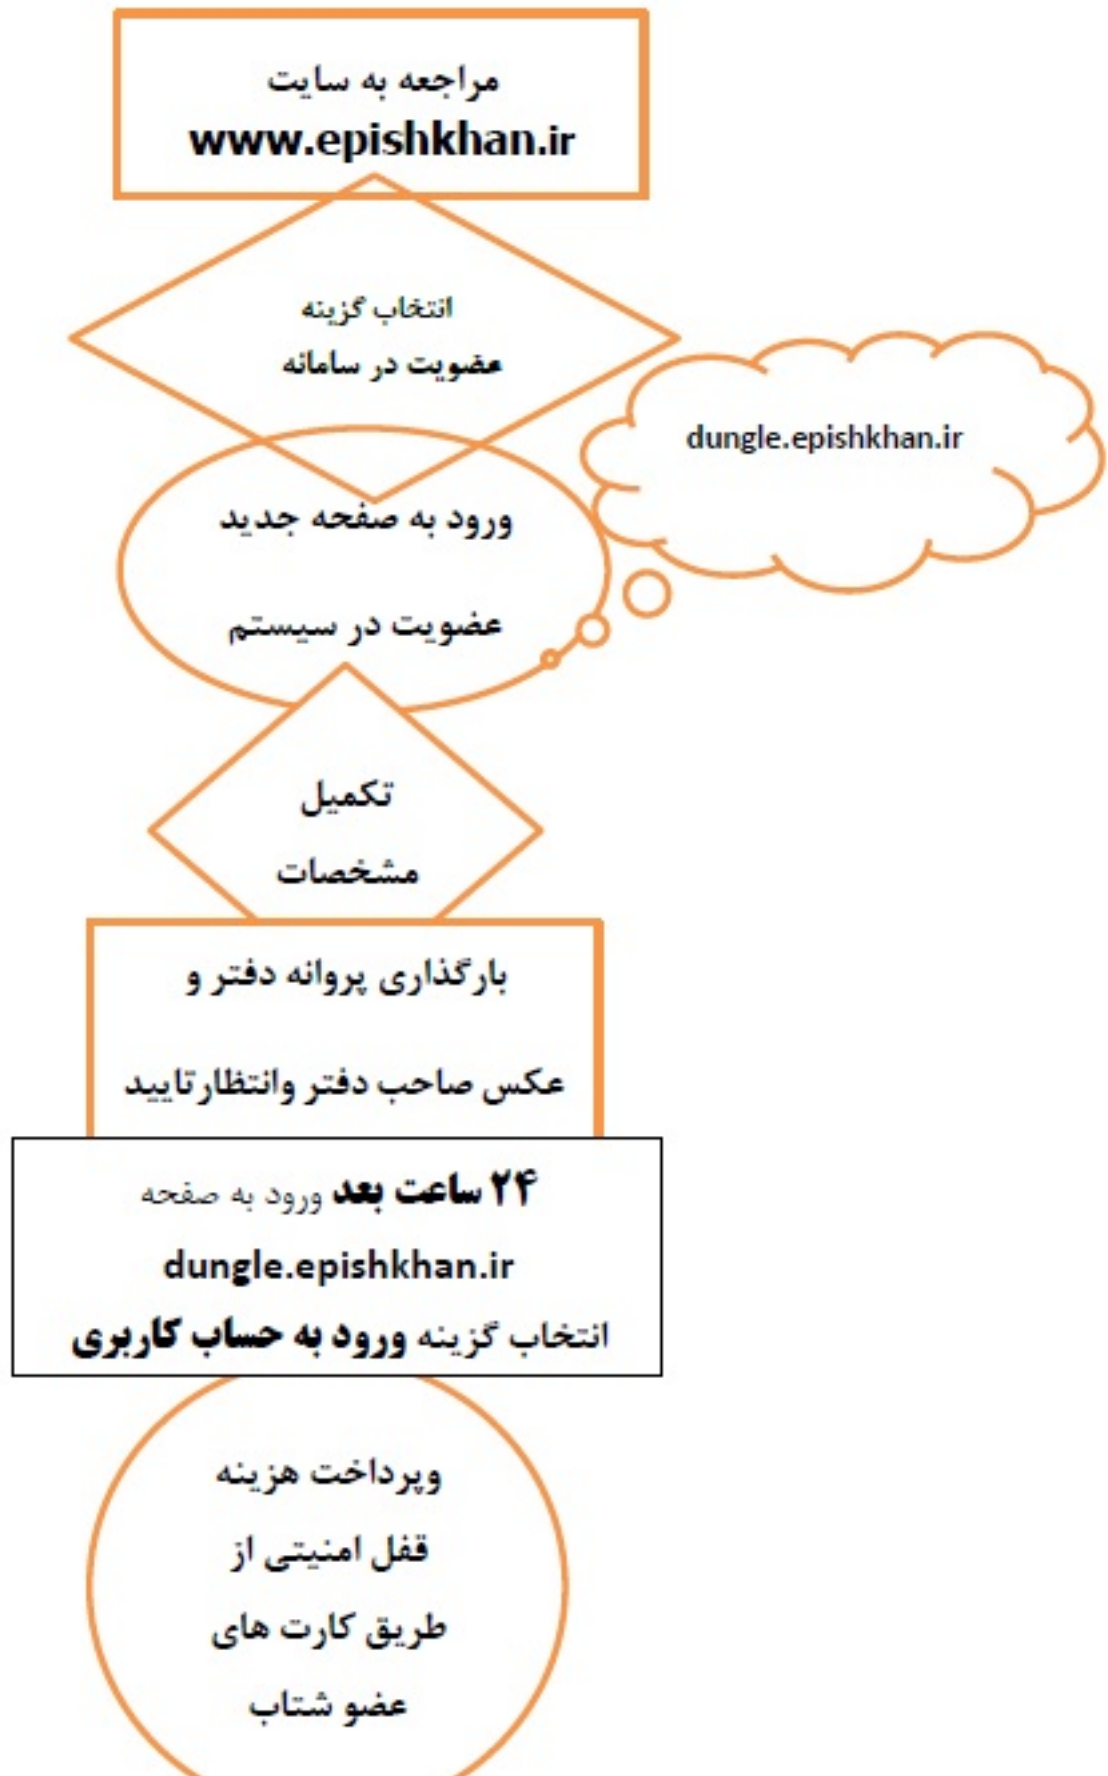 مراجعه به سایت
www.epishkhan.ir
انتخاب گزینه
عضویت در سامانه
dungle.epishkhan.ir
ورود به صفحه جدید
عضویت در سیستم
تکمیل
مشخصات
بارگذاری پروانه دفتر و
عکس صاحب دفتر وانتظارتایید
۲۴ ساعت بعد ورود به صفحه
dungle.epishkhan.ir
انتخاب گزینه ورود به حساب کاربری
وپرداخت هزینه
قفل امنیتی از
طریق کارت های
عضو شتاب